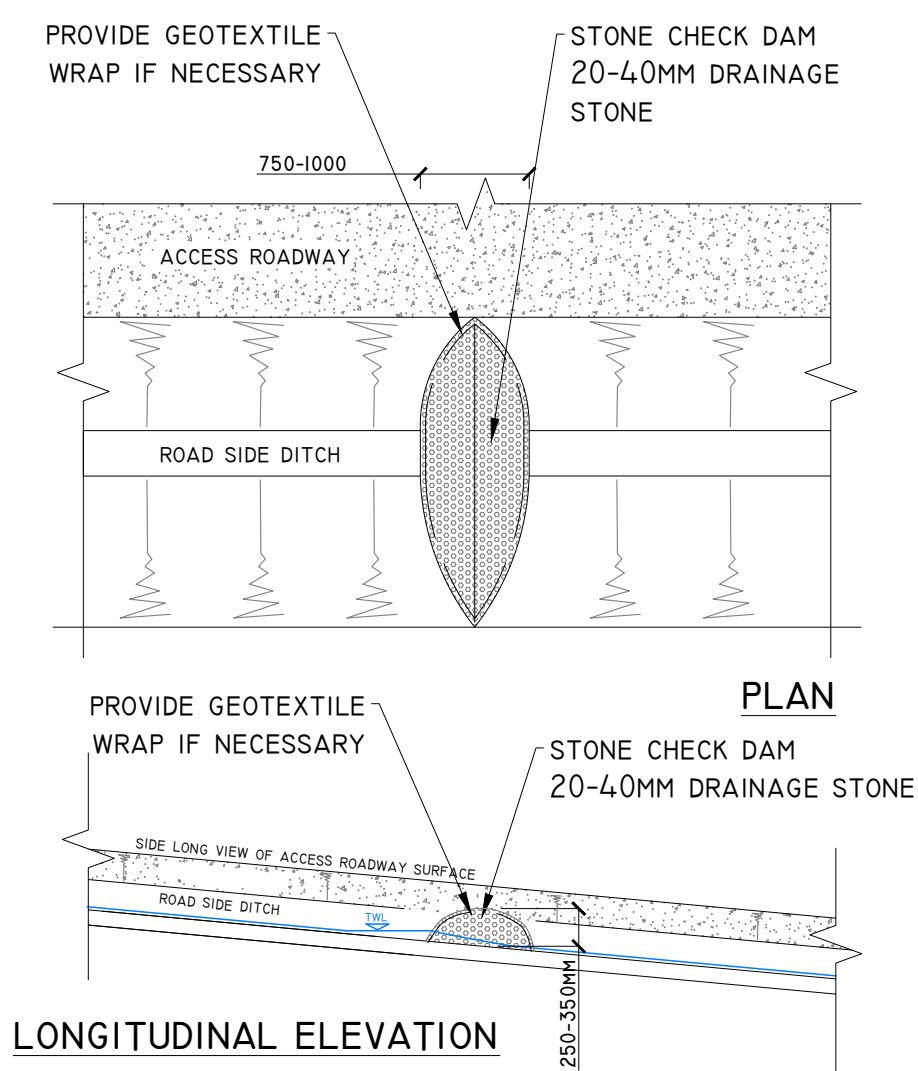 PROVIDE GEOTEXTILE
WRAP IF NECESSARY
STONE CHECK DAM
20-40MM DRAINAGE
STONE
750-1000
ACCESS ROADWAY
ROAD SIDE DITCH
PLAN
PROVIDE GEOTEXTILE
WRAP IF NECESSARY
STONE CHECK DAM
20-40MM DRAINAGE STONE
SIDE LONG VIEW OF ACCESS ROADWAY SURFACE
ROAD SIDE DITCH
TWL
250-350MM
LONGITUDINAL ELEVATION